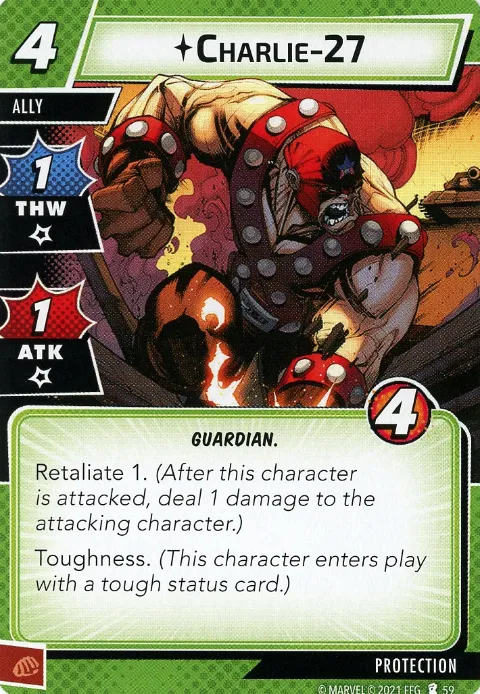 4
Charlie-27
ALLY
1
THW
1
ATK
4
GUARDIAN.
Retaliate 1. (After this character
is attacked, deal 1 damage to the
attacking character.)
Toughness. (This character enters play
with a tough status card.)
PROTECTION
© MARVEL © 2021 FFG 59